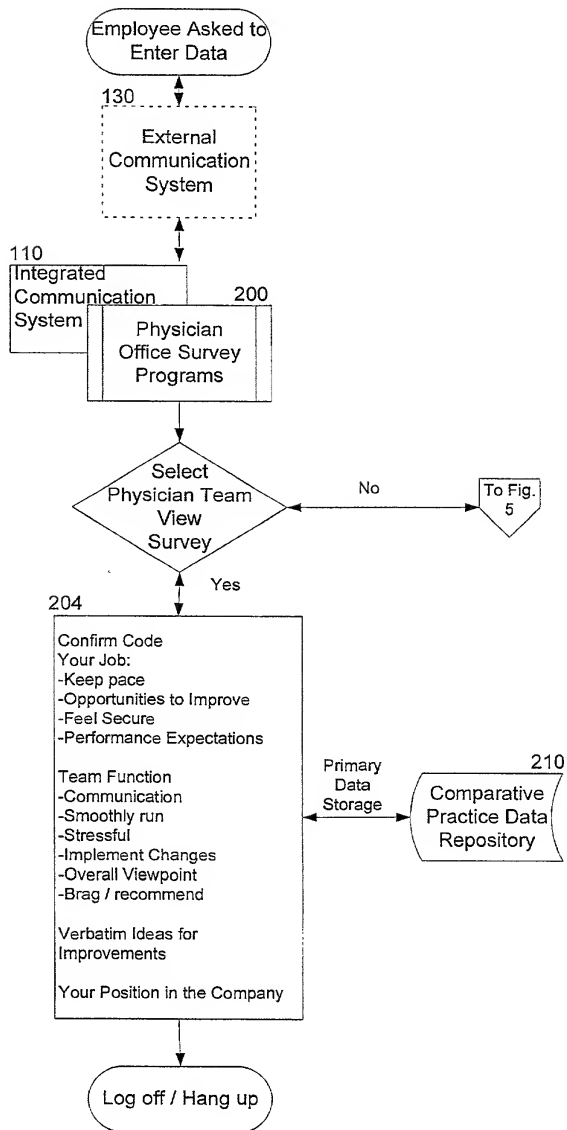 Employee Asked to
Enter Data
130
External
Communication
System
110
Integrated
Communication
System
200
Physician
Office Survey
Programs
Select
Physician Team
View
Survey
No
To Fig.
5
Yes
204
Confirm Code
Your Job:
-Keep pace
-Opportunities to Improve
-Feel Secure
-Performance Expectations
Team Function
-Communication
-Smoothly run
-Stressful
-Implement Changes
-Overall Viewpoint
-Brag / recommend
Verbatim Ideas for
Improvements
Your Position in the Company
Primary
Data
Storage
210
Comparative
Practice Data
Repository
Log off / Hang up